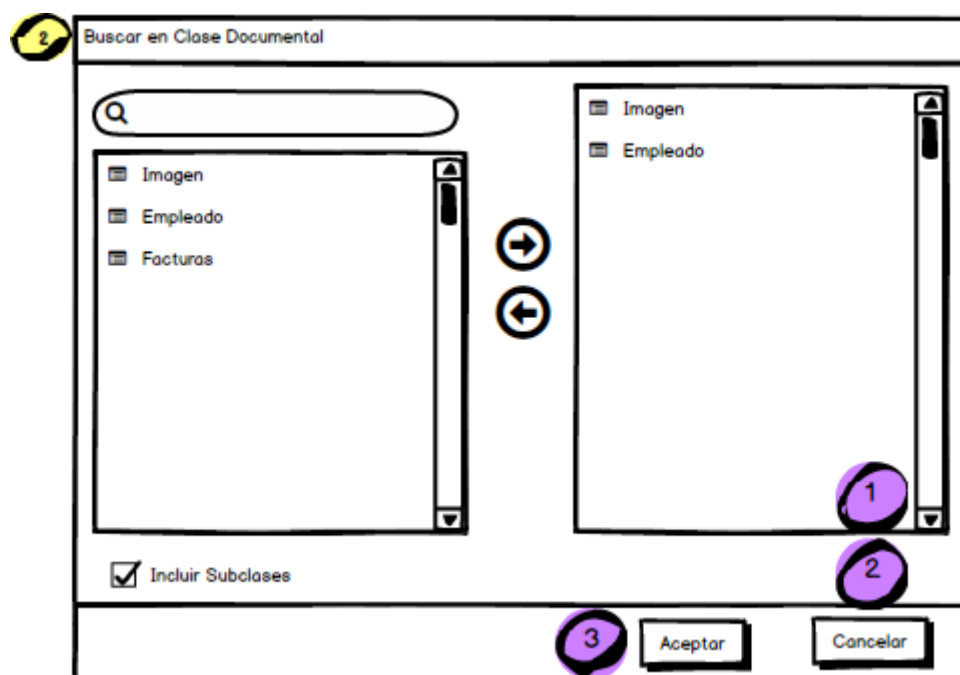 2
Buscar en Clase Documental
Imagen
Empleado
Facturas
Imagen
Empleado
1
2
Incluir Subclases
3
Aceptar
Cancelar